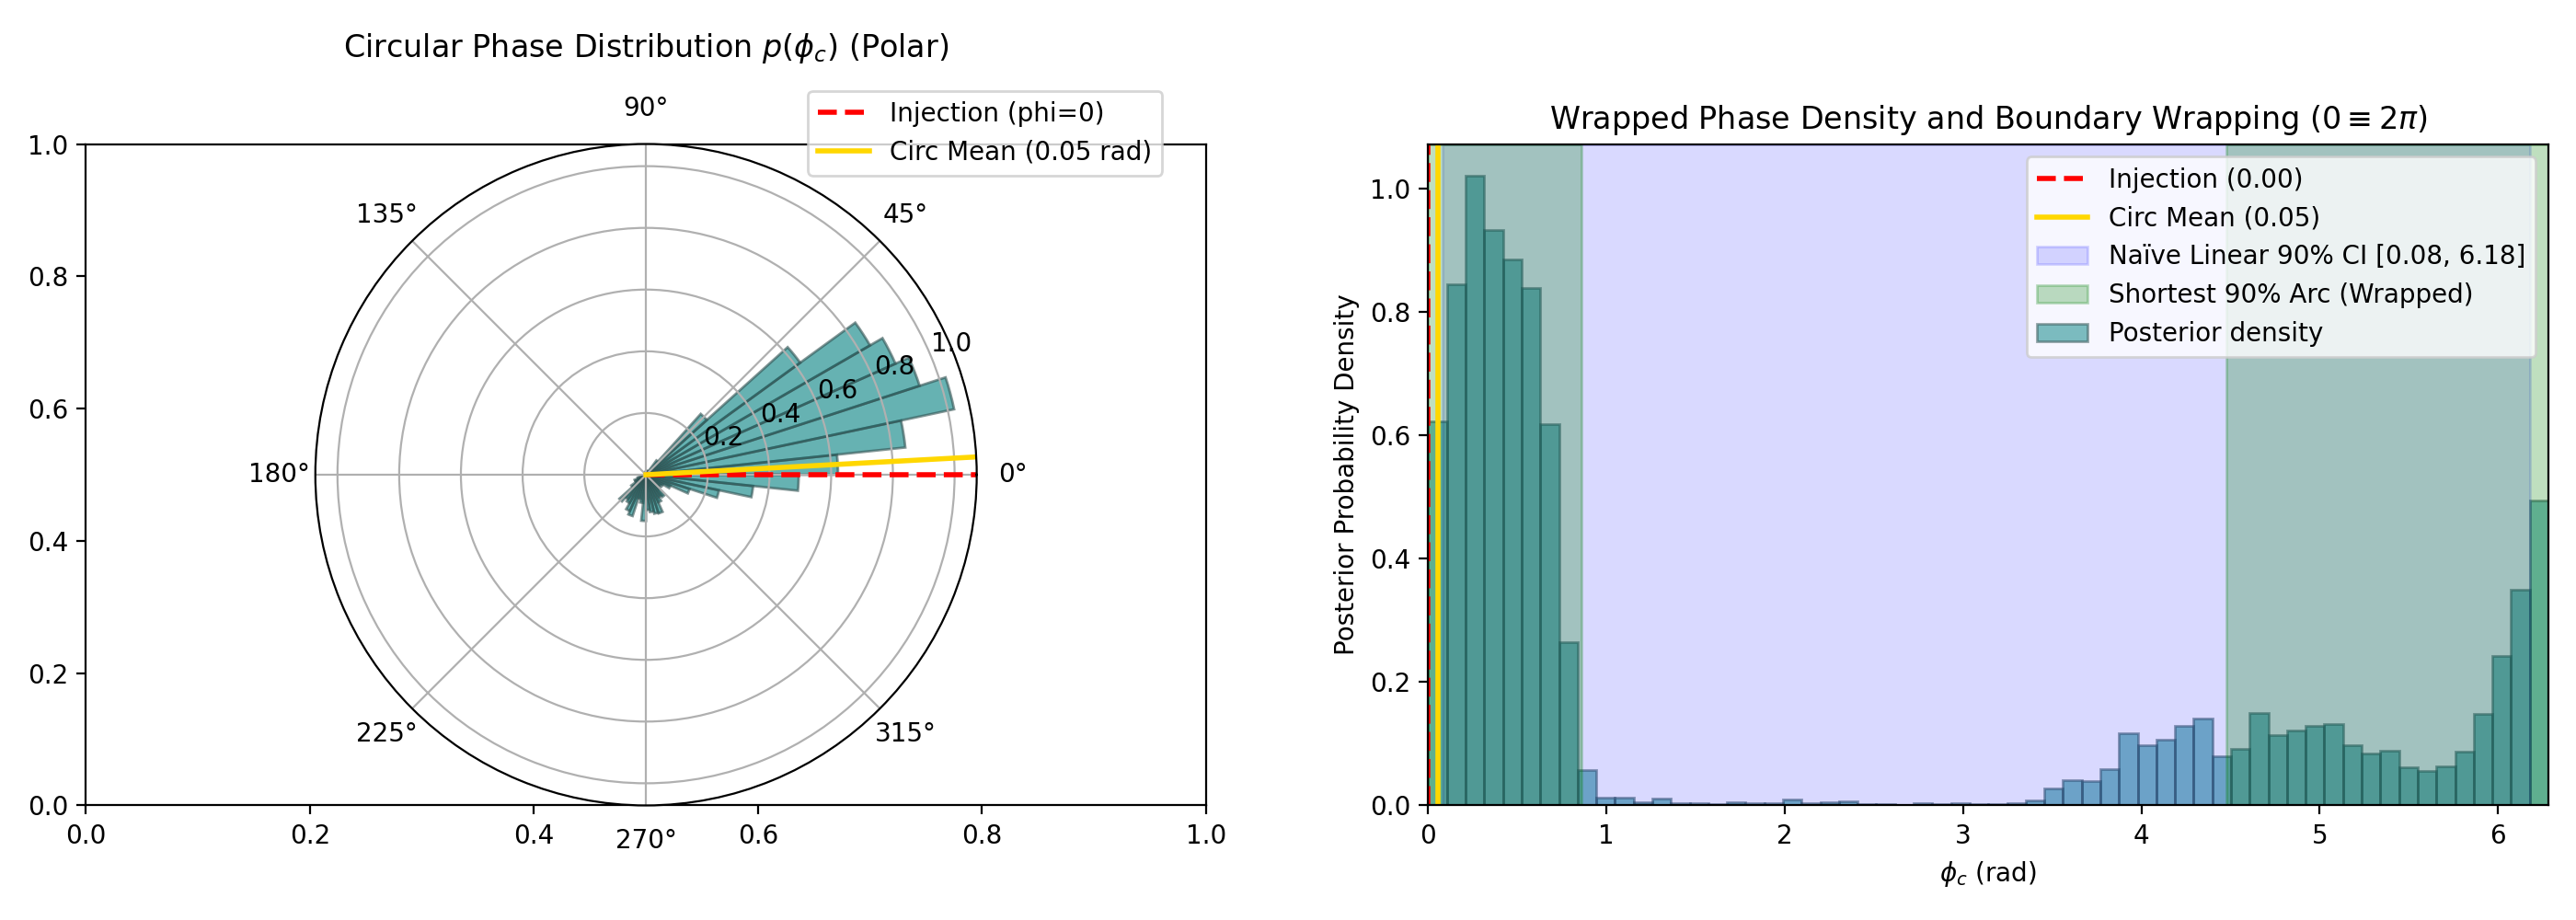 Circular Phase Distribution p(ϕc) (Polar)
90°
Injection (phi=0)
Circ Mean (0.05 rad)
135°
45°
180°
0°
225°
315°
270°
0.2
0.4
0.6
0.8
1.0
1.0
0.8
0.6
0.4
0.2
0.0
0.0 0.2 0.4 0.6 0.8 1.0
Wrapped Phase Density and Boundary Wrapping (0≡2π)
Injection (0.00)
Circ Mean (0.05)
Naïve Linear 90% CI [0.08, 6.18]
Shortest 90% Arc (Wrapped)
Posterior density
Posterior Probability Density
1.0
0.8
0.6
0.4
0.2
0.0
0 1 2 3 4 5 6
ϕc (rad)